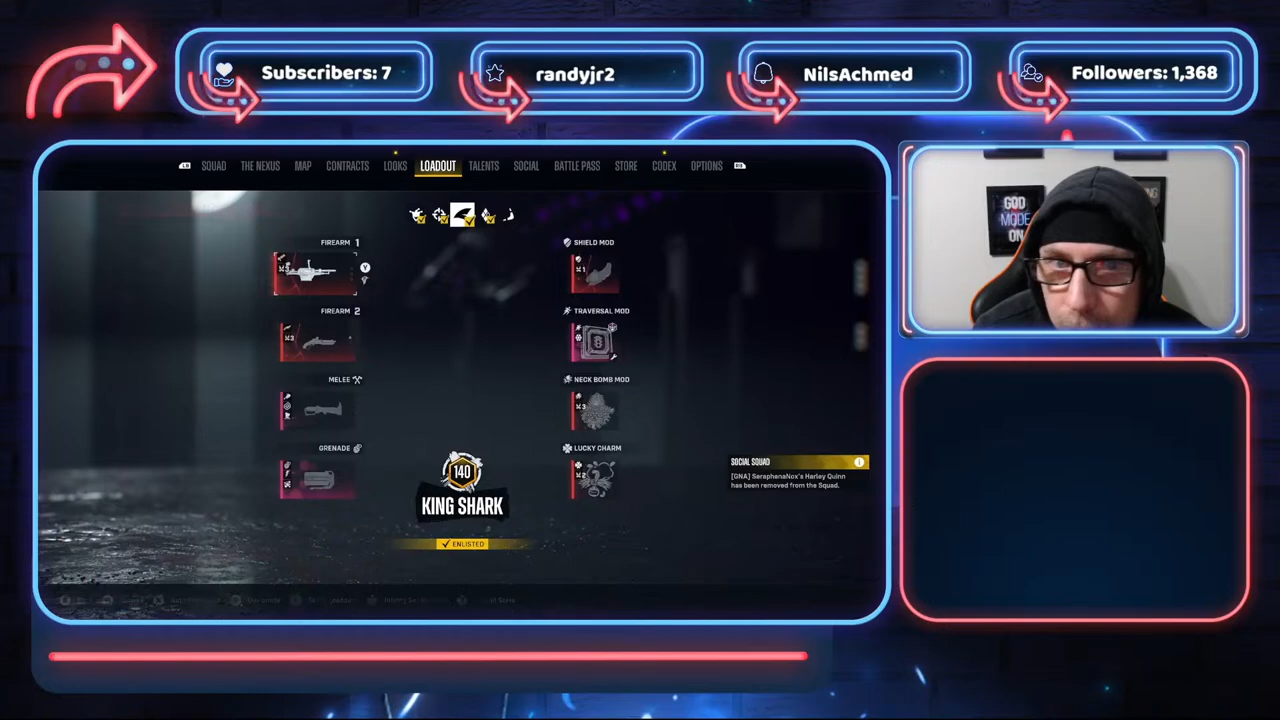 Subscribers: 7
randyjr2
NilsAchmed
Followers: 1,368
SQUAD THE NEXUS MAP CONTRACTS LOOKS LOADOUT TALENTS SOCIAL BATTLE PASS STORE CODEX OPTIONS
GOD
MODE
ON
FIREARM 1
SHIELD MOD
Y
FIREARM 2
TRAVERSAL MOD
MELEE
NECK BOMB MOD
GRENADE
LUCKY CHARM
140
KING SHARK
ENLISTED
SOCIAL SQUAD
[GNA] SeraphenaNox's Harley Quinn
has been removed from the Squad.